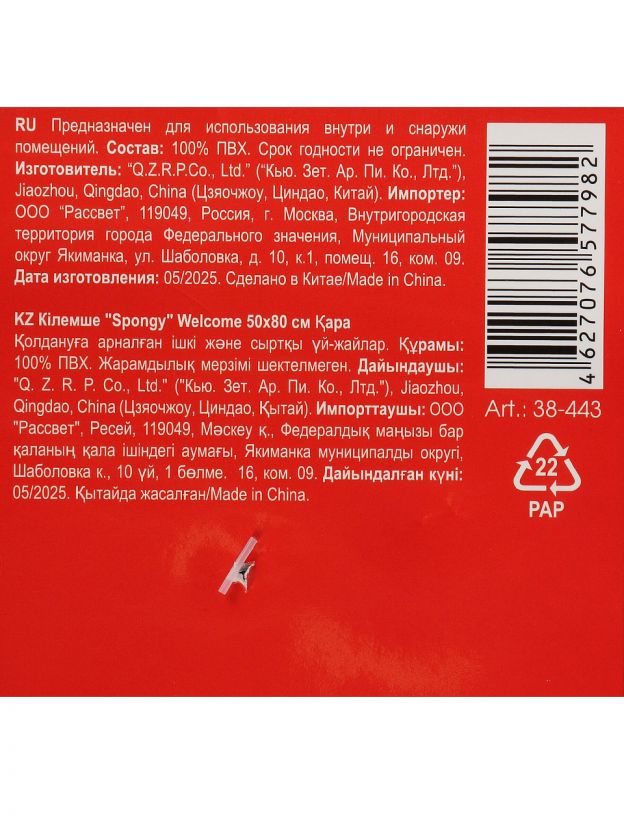 RU Предназначен для использования внутри и снаружи
помещений. Состав: 100% ПВХ. Срок годности не ограничен.
Изготовитель: “Q.Z.R.P.Co., Ltd.” (“Кью. Зет. Ар. Пи. Ко., Лтд.”),
Jiaozhou, Qingdao, China (Цзяочжоу, Циндао, Китай). Импортер:
ООО “Рассвет”, 119049, Россия, г. Москва, Внутригородская
территория города Федерального значения, Муниципальный
округ Якиманка, ул. Шаболовка, д. 10, к.1, помещ. 16, ком. 09.
Дата изготовления: 05/2025. Сделано в Китае/Made in China.
KZ Кілемше "Spongy" Welcome 50x80 см Қара
Қолдануға арналған ішкі және сыртқы үй-жайлар. Құрамы:
100% ПВХ. Жарамдылық мерзімі шектелмеген. Дайындаушы:
"Q. Z. R. P. Co., Ltd." ("Кью. Зет. Ар. Пи. Ко., Лтд."), Jiaozhou,
Qingdao, China (Цзяочжоу, Циндао, Қытай). Импорттаушы: ООО
"Рассвет", Ресей, 119049, Мәскеу қ., Федералдық маңызы бар
қаланың қала ішіндегі аумағы, Якиманка муниципалды округі,
Шаболовка к., 10 үй, 1 бөлме. 16, ком. 09. Дайындалған күні:
05/2025. Қытайда жасалған/Made in China.
4 627076 577982
Art.: 38-443
22
PAP